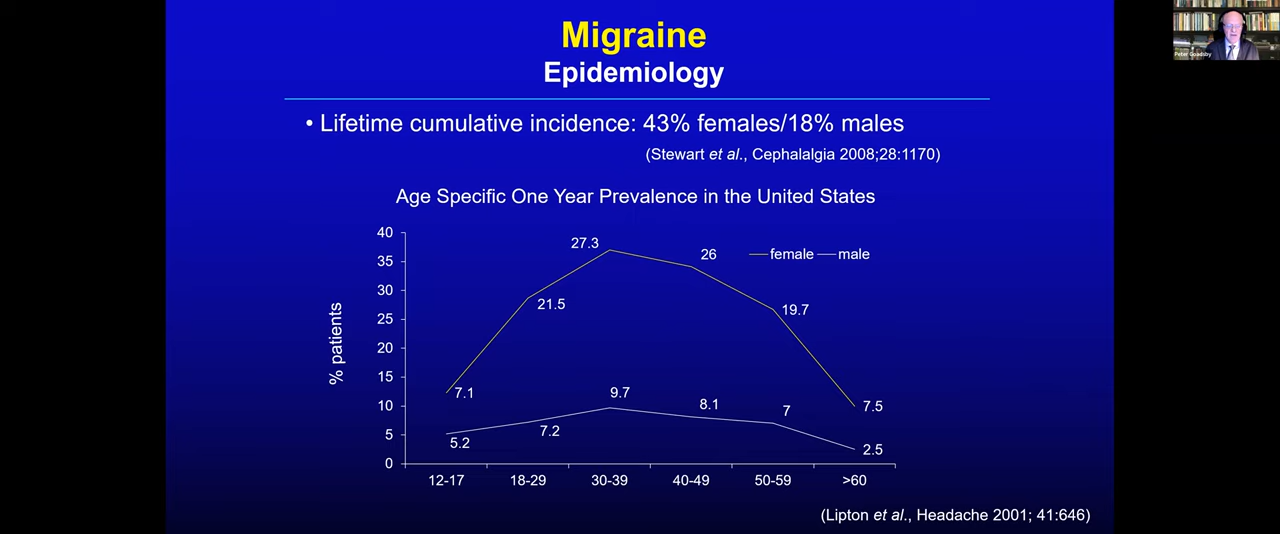 Migraine
Epidemiology
• Lifetime cumulative incidence: 43% females/18% males
(Stewart et al., Cephalalgia 2008;28:1170)
Age Specific One Year Prevalence in the United States
% patients
40
35
30
25
20
15
10
5
0
27.3
26
21.5
19.7
7.1
7.5
female
male
9.7
8.1
7
5.2
7.2
2.5
12-17
18-29
30-39
40-49
50-59
>60
(Lipton et al., Headache 2001; 41:646)
Peter Goadsby